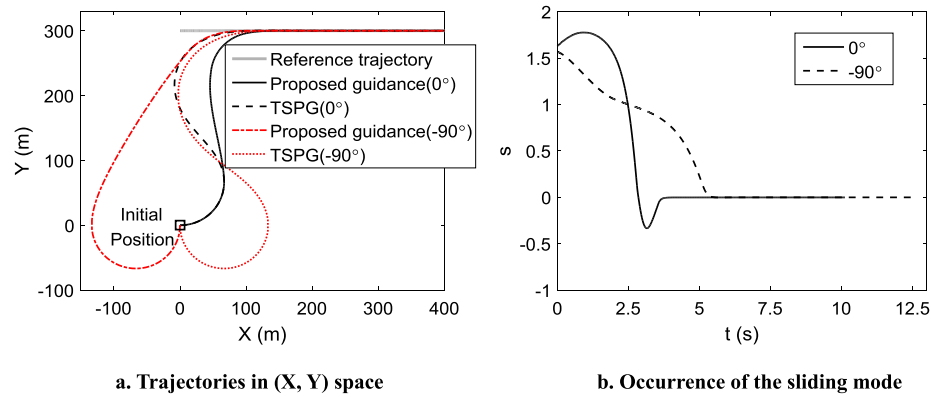 300
200
100
0
-100
Y (m)
-100
0
100
200
300
400
X (m)
Reference trajectory
Proposed guidance(0°)
TSPG(0°)
Proposed guidance(-90°)
TSPG(-90°)
Initial
Position
a. Trajectories in (X, Y) space
2
1.5
1
0.5
0
-0.5
-1
s
0
2.5
5
7.5
10
12.5
t (s)
0°
-90°
b. Occurrence of the sliding mode